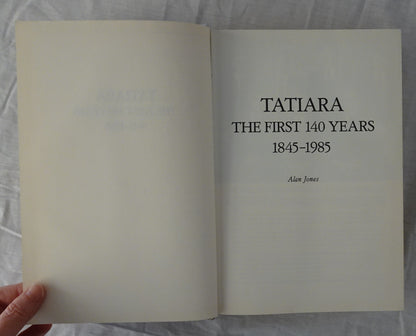 TATIARA
THE FIRST 140 YEARS
1845–1985
Alan Jones